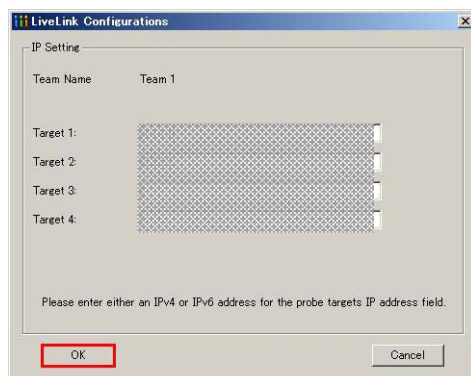 LiveLink Configurations
IP Setting
Team Name Team 1
Target 1:
Target 2:
Target 3:
Target 4:
Please enter either an IPv4 or IPv6 address for the probe targets IP address field.
OK Cancel